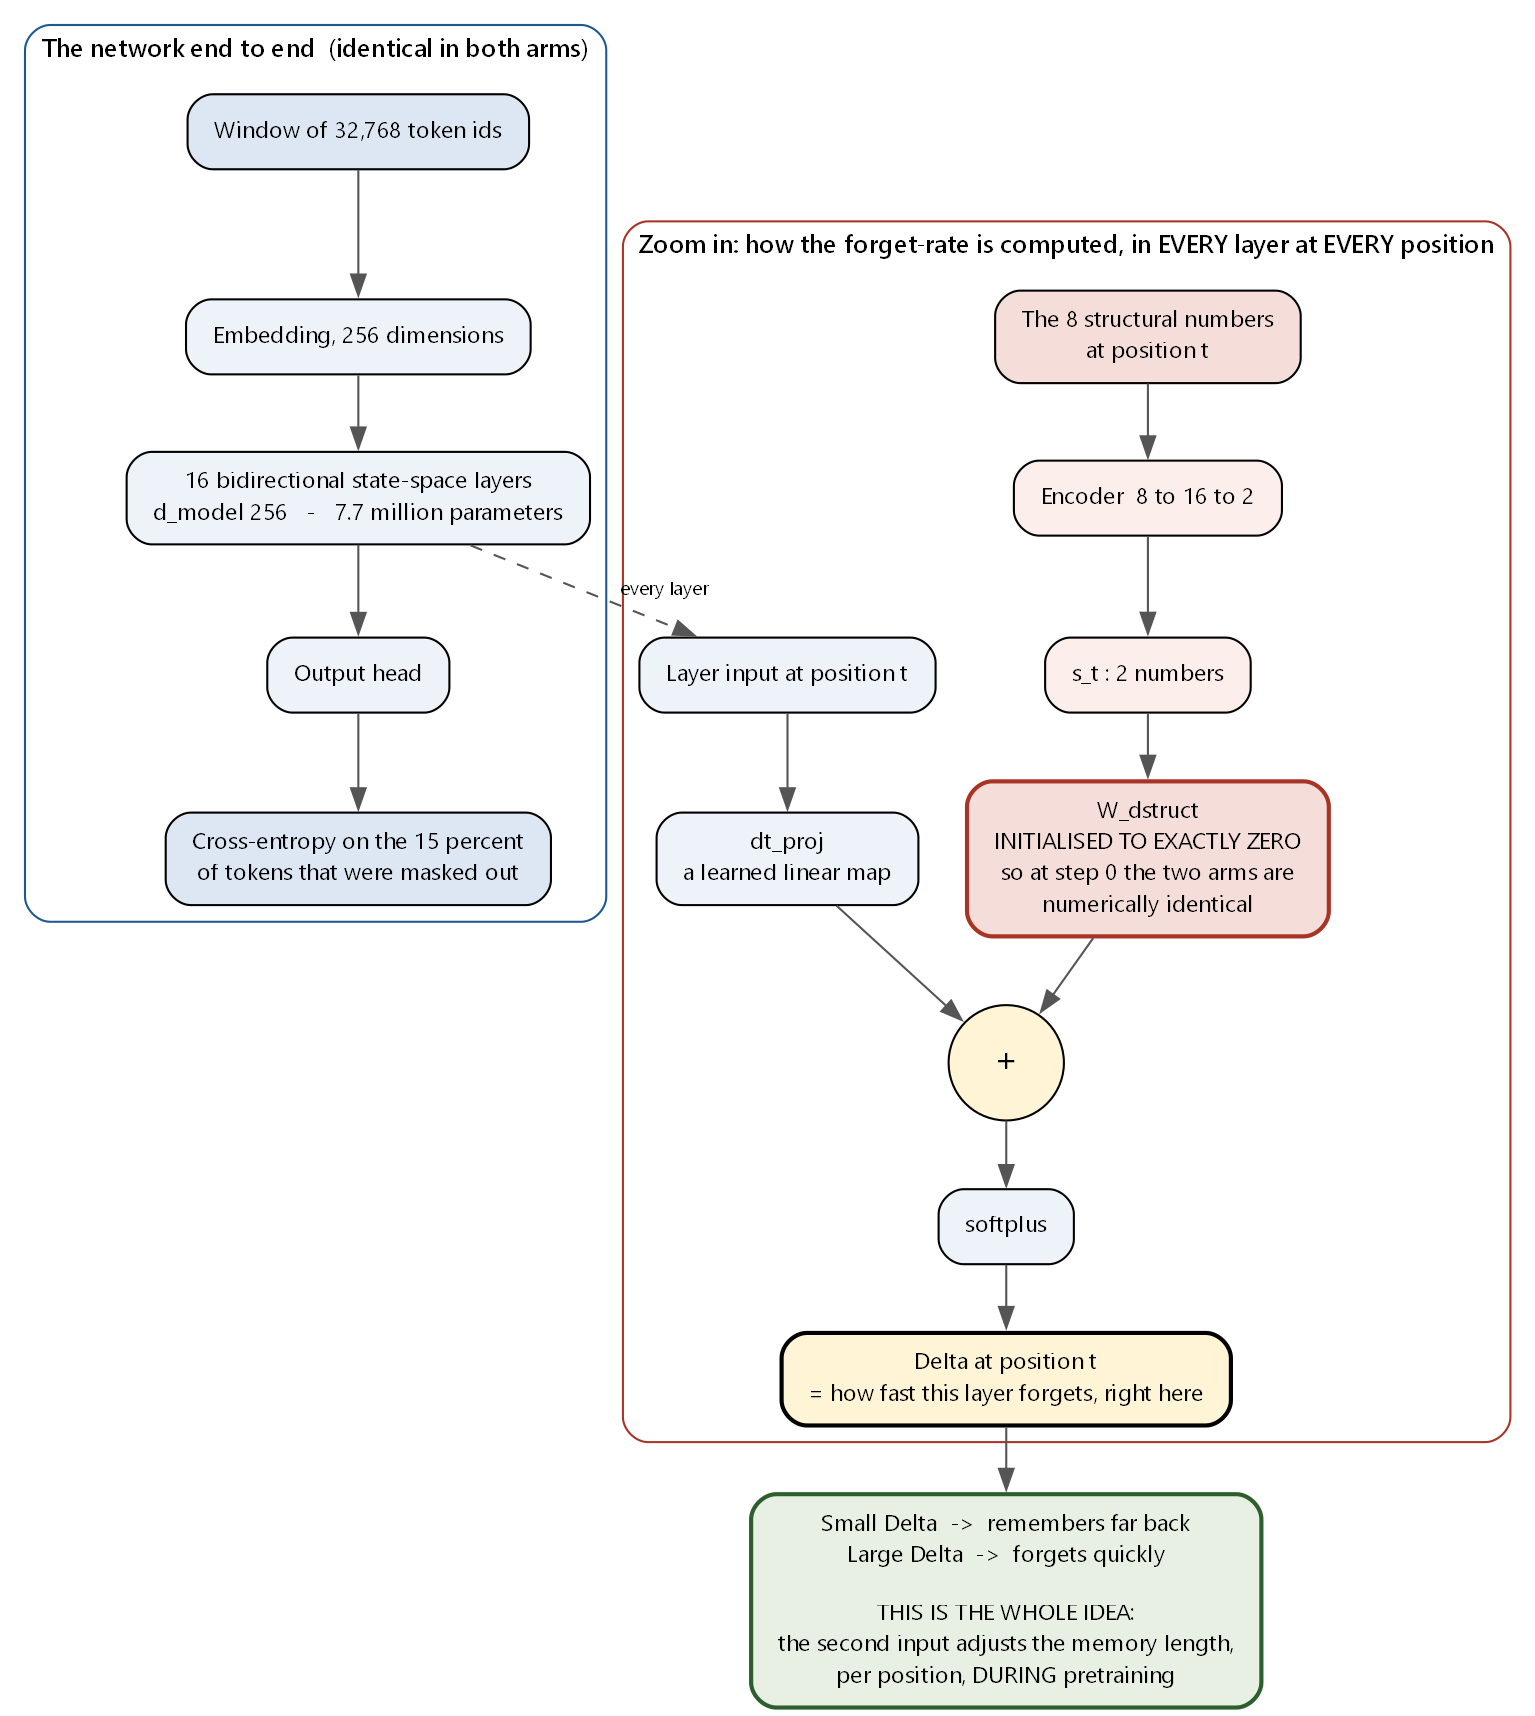 The network end to end  (identical in both arms)
Window of 32,768 token ids
Embedding, 256 dimensions
16 bidirectional state-space layers
d_model 256   -   7.7 million parameters
Output head
Cross-entropy on the 15 percent
of tokens that were masked out
every layer
Zoom in: how the forget-rate is computed, in EVERY layer at EVERY position
The 8 structural numbers
at position t
Encoder  8 to 16 to 2
s_t : 2 numbers
Layer input at position t
dt_proj
a learned linear map
W_dstruct
INITIALISED TO EXACTLY ZERO
so at step 0 the two arms are
numerically identical
+
softplus
Delta at position t
= how fast this layer forgets, right here
Small Delta  ->  remembers far back
Large Delta  ->  forgets quickly
THIS IS THE WHOLE IDEA:
the second input adjusts the memory length,
per position, DURING pretraining